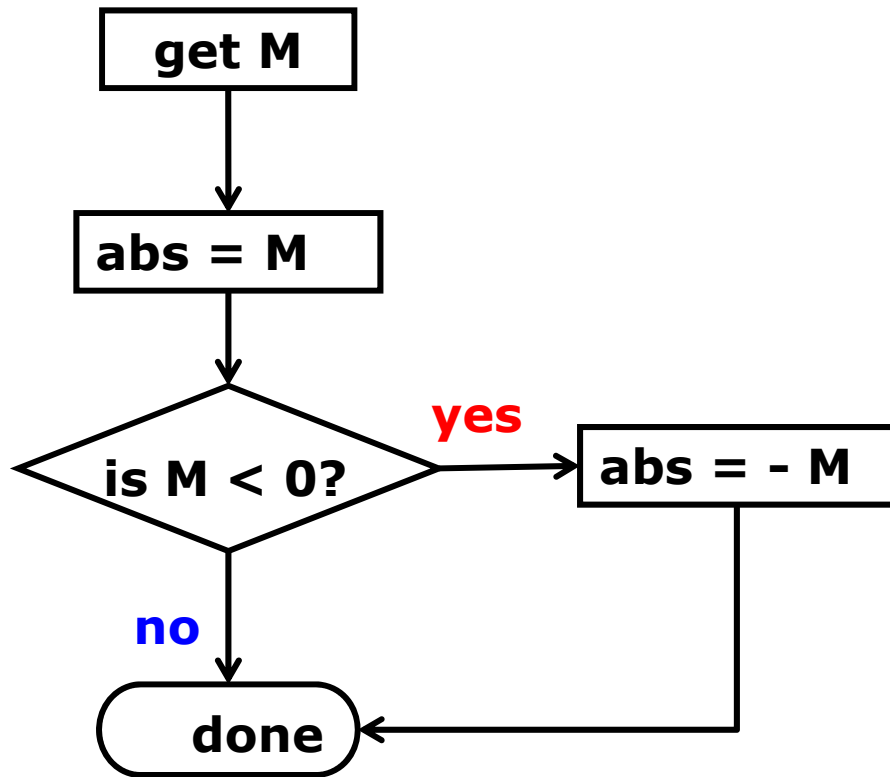 get M
abs = M
is M < 0?
yes
abs = - M
no
done